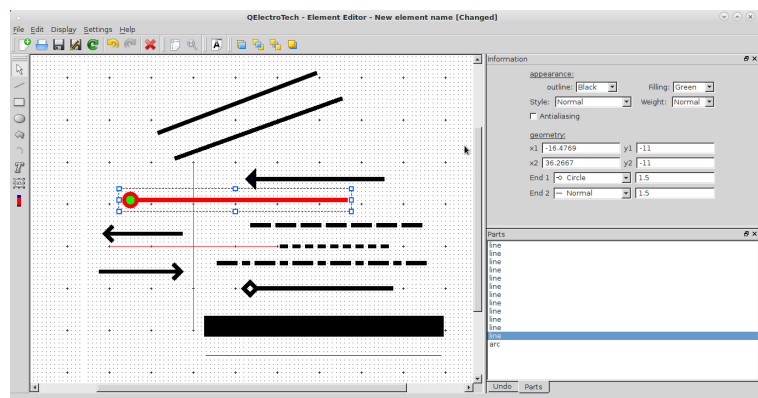 QElectroTech - Element Editor - New element name [Changed]
File Edit Display Settings Help
Information
appearance:
outline: Black Filling: Green
Style: Normal Weight: Normal
Antialiasing
geometry:
x1 -16.4769 y1 -11
x2 36.2667 y2 -11
End 1 Circle 1.5
End 2 Normal 1.5
Parts
line
line
line
line
line
line
line
line
line
line
line
line
arc
Undo Parts